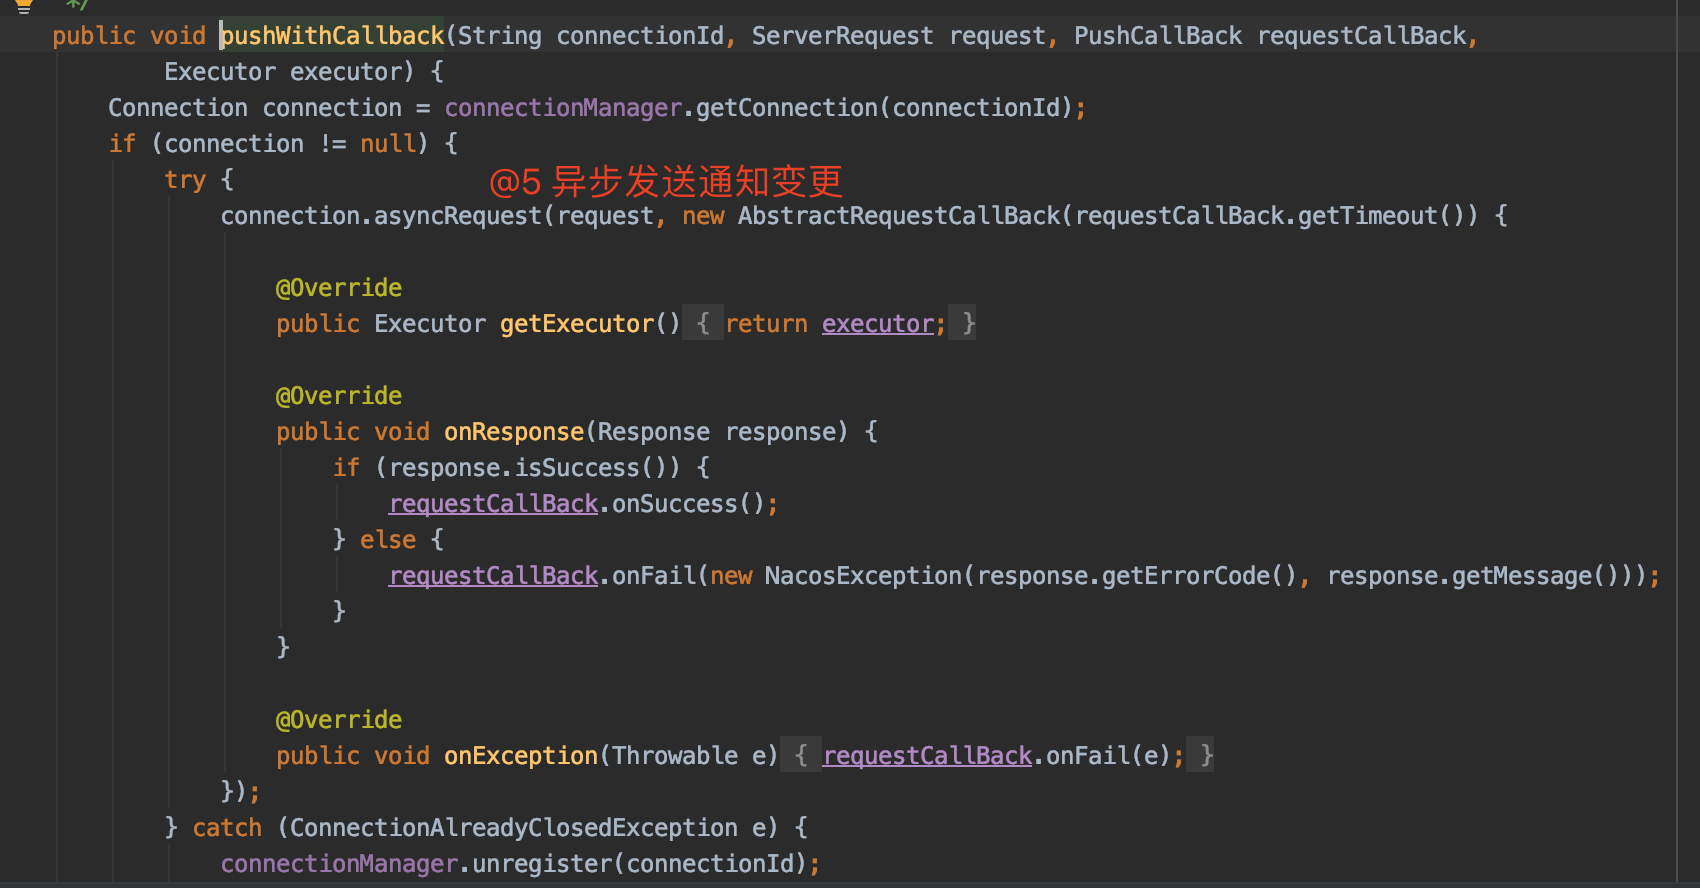 */
public void pushWithCallback(String connectionId, ServerRequest request, PushCallBack requestCallBack,
Executor executor) {
Connection connection = connectionManager.getConnection(connectionId);
if (connection != null) {
try {
@5 异步发送通知变更
connection.asyncRequest(request, new AbstractRequestCallBack(requestCallBack.getTimeout()) {
@Override
public Executor getExecutor() { return executor; }
@Override
public void onResponse(Response response) {
if (response.isSuccess()) {
requestCallBack.onSuccess();
} else {
requestCallBack.onFail(new NacosException(response.getErrorCode(), response.getMessage()));
}
}
@Override
public void onException(Throwable e) { requestCallBack.onFail(e); }
});
} catch (ConnectionAlreadyClosedException e) {
connectionManager.unregister(connectionId);